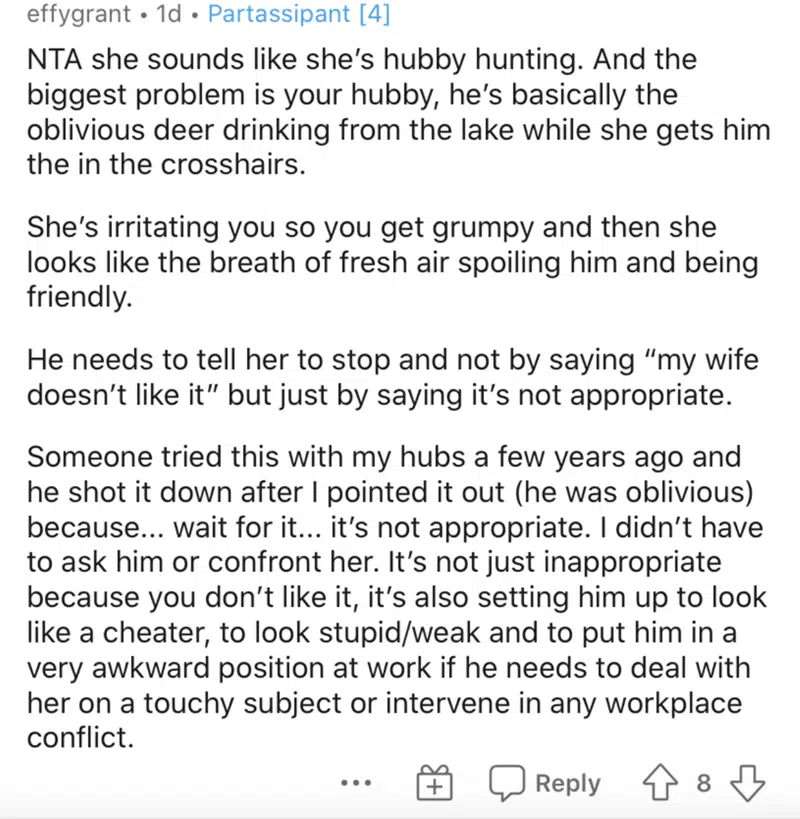 effygrant • 1d • Partassipant [4]
NTA she sounds like she's hubby hunting. And the
biggest problem is your hubby, he's basically the
oblivious deer drinking from the lake while she gets him
the in the crosshairs.
She's irritating you so you get grumpy and then she
looks like the breath of fresh air spoiling him and being
friendly.
He needs to tell her to stop and not by saying "my wife
doesn't like it" but just by saying it's not appropriate.
Someone tried this with my hubs a few years ago and
he shot it down after I pointed it out (he was oblivious)
because... wait for it... it's not appropriate. I didn't have
to ask him or confront her. It's not just inappropriate
because you don't like it, it's also setting him up to look
like a cheater, to look stupid/weak and to put him in a
very awkward position at work if he needs to deal with
her on a touchy subject or intervene in any workplace
conflict.
... Reply 8